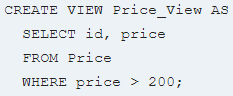 CREATE VIEW Price_View AS
  SELECT id, price
  FROM Price
  WHERE price > 200;